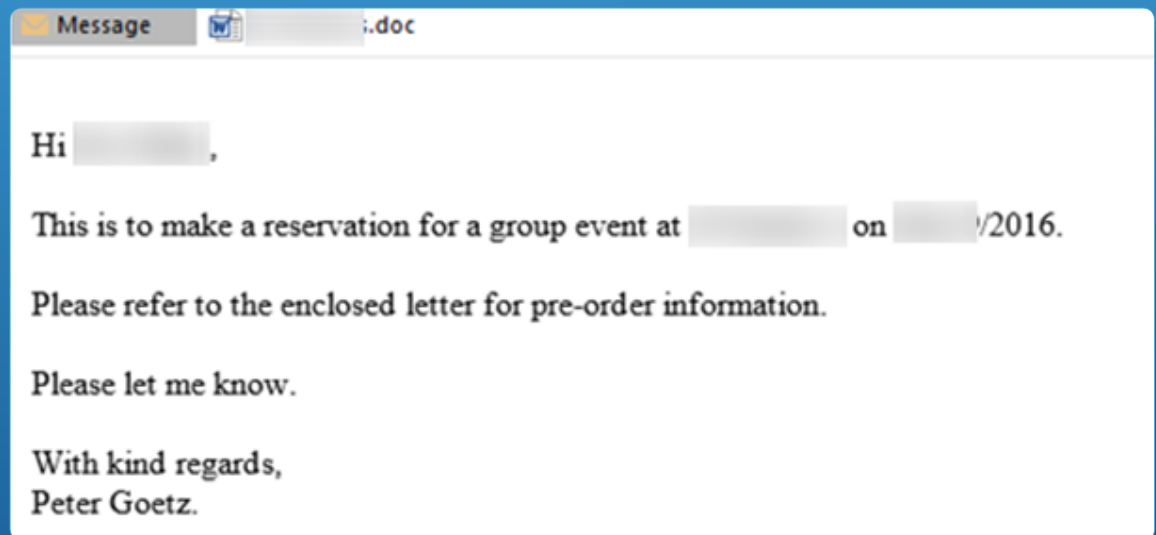 Message .doc
Hi ,
This is to make a reservation for a group event at on /2016.
Please refer to the enclosed letter for pre-order information.
Please let me know.
With kind regards,
Peter Goetz.